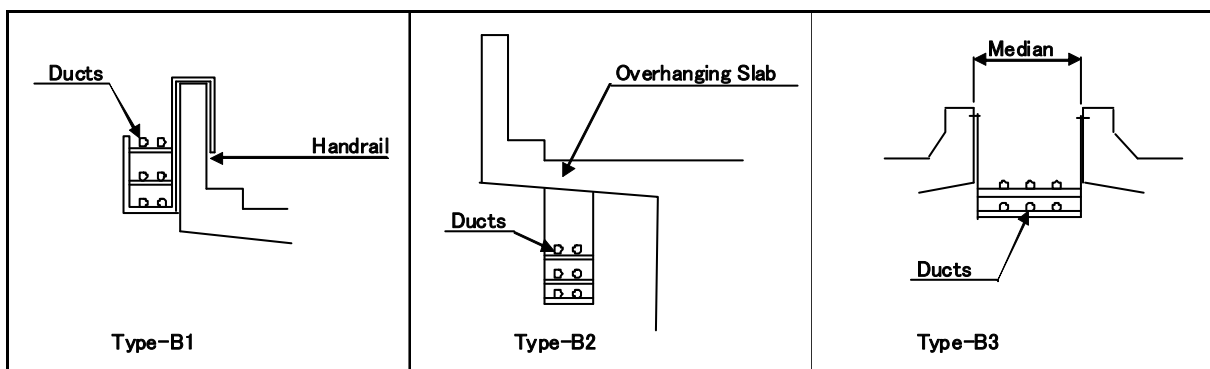 Ducts
Handrail
Type-B1
Overhanging Slab
Ducts
Type-B2
Median
Ducts
Type-B3